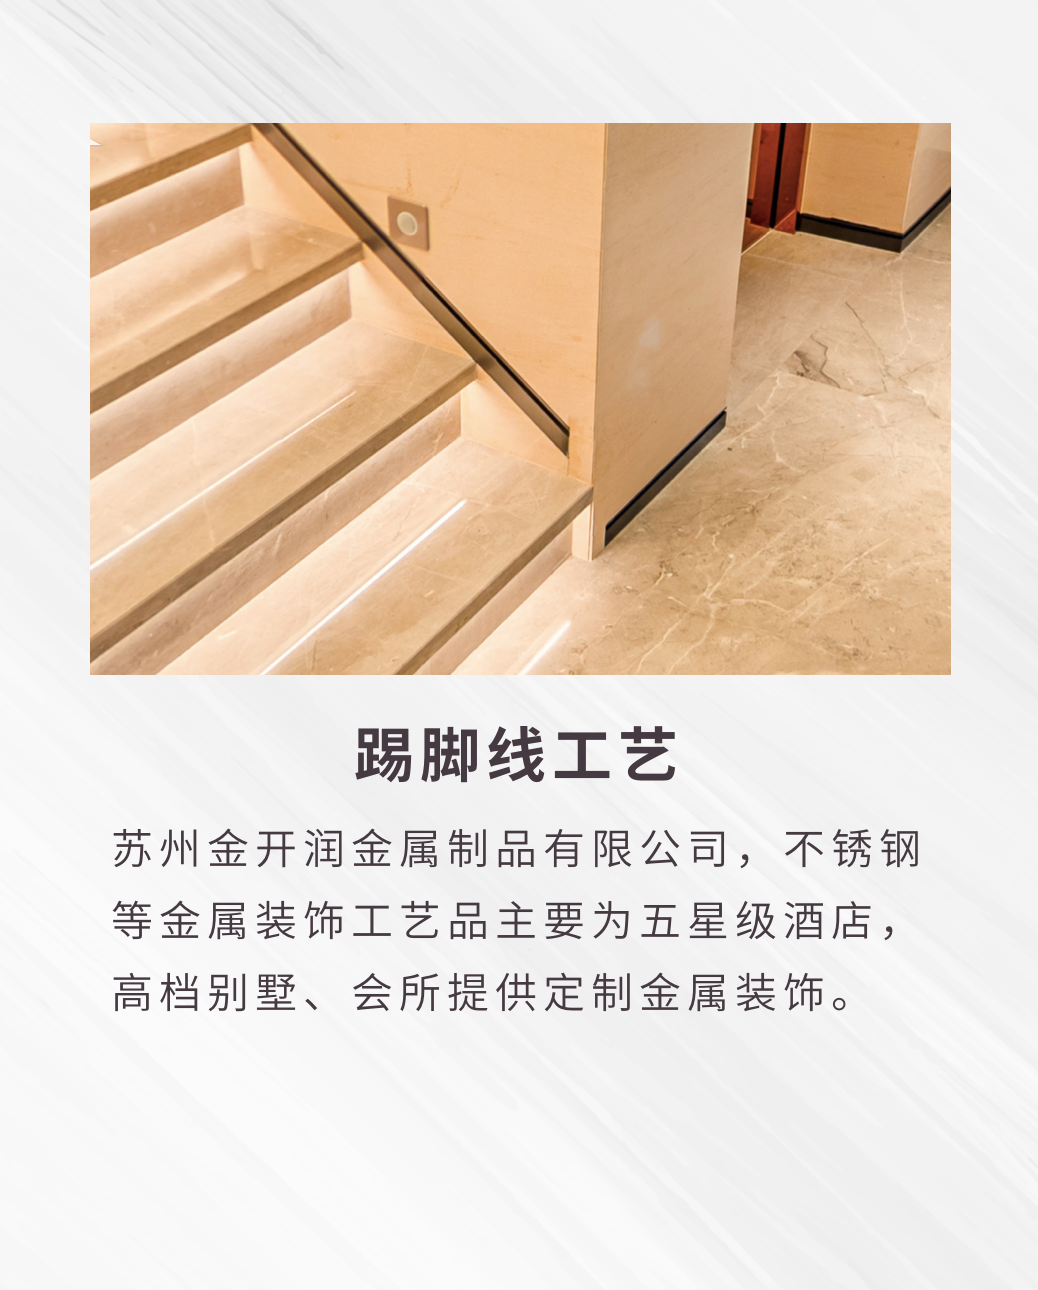 踢脚线工艺
苏州金开润金属制品有限公司，不锈钢
等金属装饰工艺品主要为五星级酒店，
高档别墅、会所提供定制金属装饰。